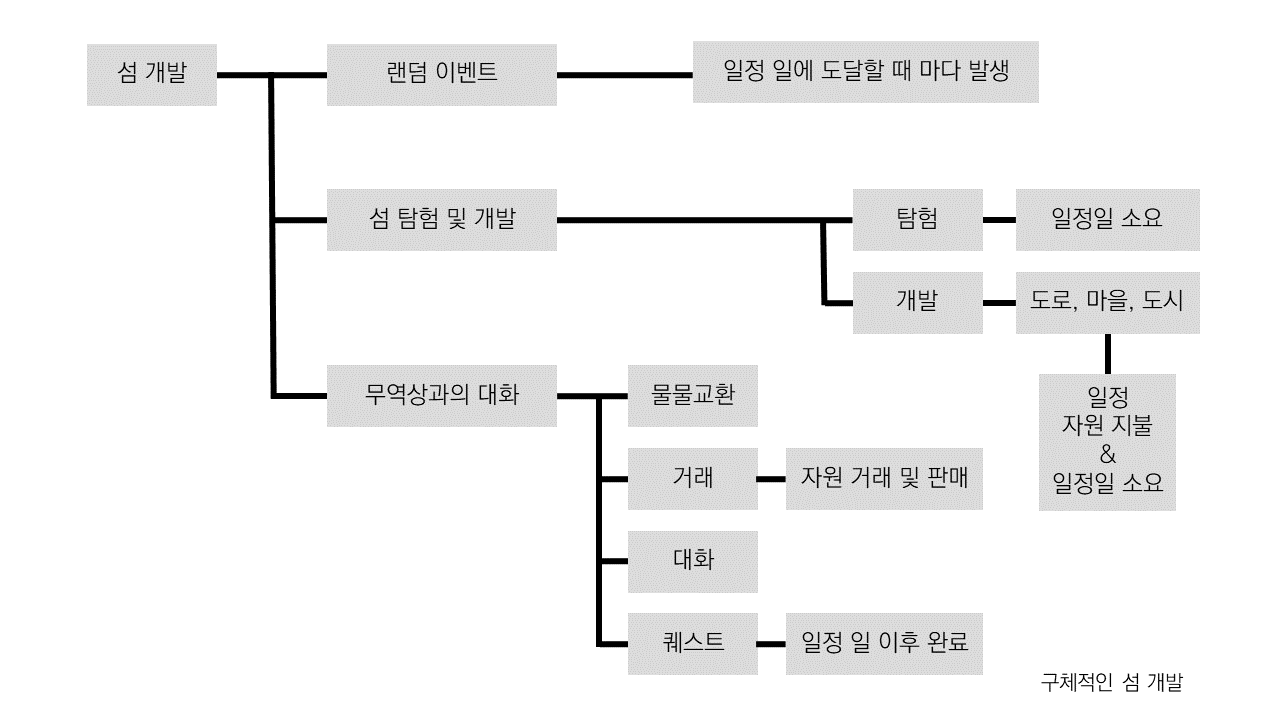 섬 개발
랜덤 이벤트
일정 일에 도달할 때 마다 발생
섬 탐험 및 개발
탐험
일정일 소요
개발
도로, 마을, 도시
일정
자원 지불
&
일정일 소요
무역상과의 대화
물물교환
거래
자원 거래 및 판매
대화
퀘스트
일정 일 이후 완료
구체적인 섬 개발